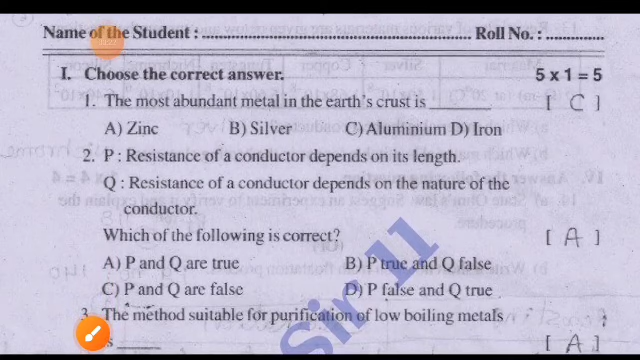 Name of the Student : ........................ Roll No. : ............
I. Choose the correct answer. 5 x 1 = 5
1. The most abundant metal in the earth's crust is ______ [ C ]
A) Zinc B) Silver C) Aluminium D) Iron
2. P : Resistance of a conductor depends on its length.
Q : Resistance of a conductor depends on the nature of the
conductor.
Which of the following is correct? [ A ]
A) P and Q are true B) P true and Q false
C) P and Q are false D) P false and Q true
3. The method suitable for purification of low boiling metals
______ [ A ]
Sir 11